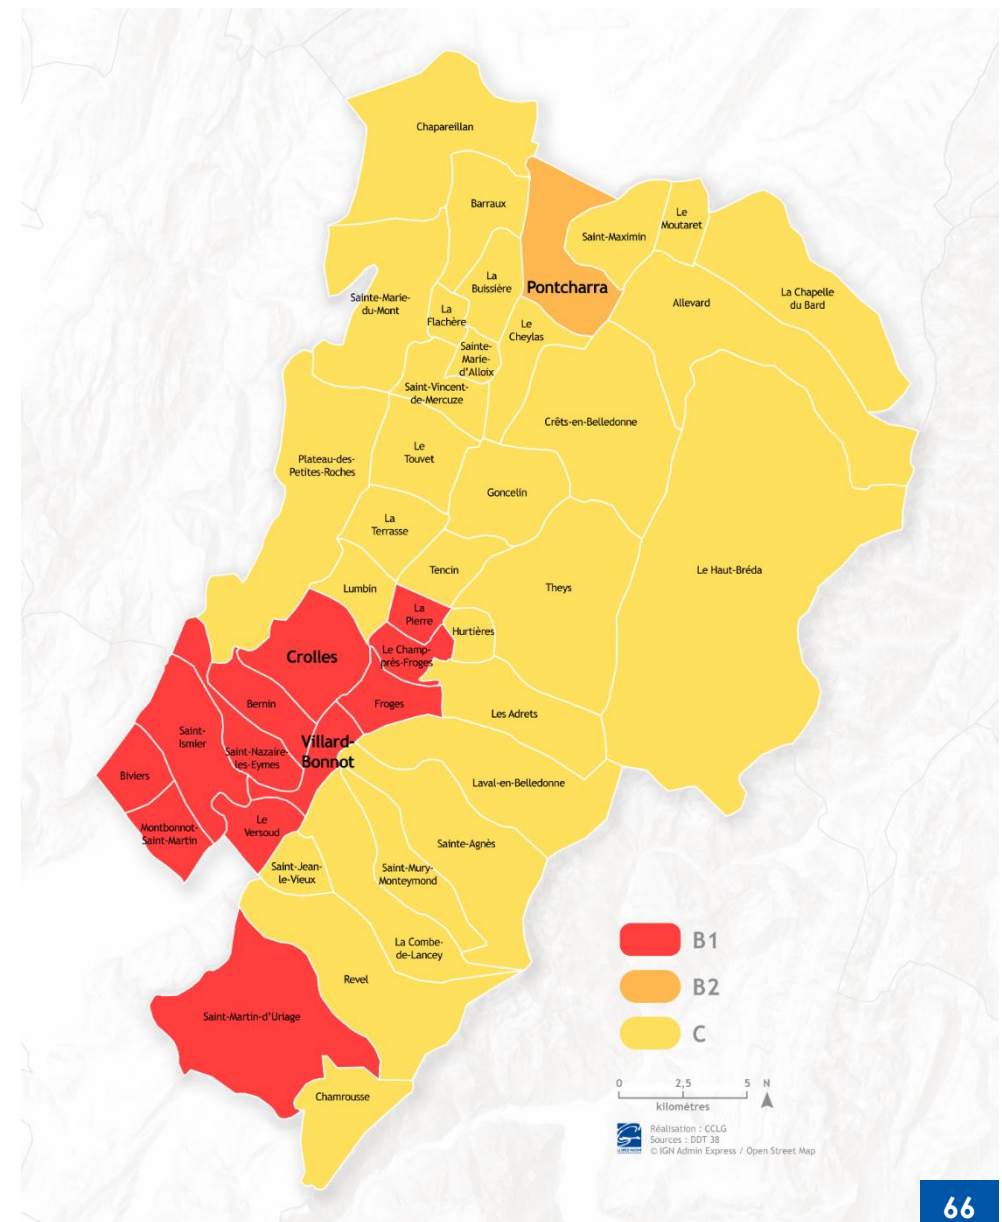 Chapareillan
Barraux
Le
Moutaret
Saint-Maximin
La
Buissière
Pontcharra
La Chapelle
du Bard
Allevard
Sainte-Marie-
du-Mont
La
Flachère
Le
Cheylas
Sainte-
Marie-
d'Alloix
Saint-Vincent-
de-Mercuze
Crêts-en-Belledonne
Le
Touvet
Plateau-des-
Petites-Roches
Goncelin
La
Terrasse
Tencin
Le Haut-Bréda
Lumbin
Theys
La
Pierre
Hurtières
Crolles
Le Champ-
près-Froges
Bernin
Froges
Les Adrets
Saint-
Ismier
Villard-
Bonnot
Saint-Nazaire-
les-Eymes
Biviers
Laval-en-Belledonne
Montbonnot-
Saint-Martin
Le
Versoud
Sainte-Agnès
Saint-Jean-
le-Vieux
Saint-Mury-
Monteymond
La Combe-
de-Lancey
Revel
Saint-Martin-d'Uriage
Chamrousse
B1
B2
C
0 2,5 5 N
kilomètres
Réalisation : CCLG
Sources : DDT 38
© IGN Admin Express / Open Street Map
66